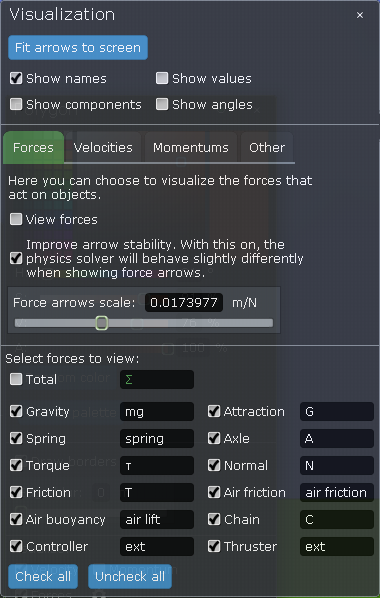 Visualization
Fit arrows to screen
Show names Show values
Show components Show angles
Forces Velocities Momentums Other
Here you can choose to visualize the forces that
act on objects.
View forces
Improve arrow stability. With this on, the
physics solver will behave slightly differently
when showing force arrows.
Force arrows scale: 0.0173977 m/N
100 %
Select forces to view:
Total Σ
Gravity mg Attraction G
Spring spring Axle A
Torque τ Normal N
Friction T Air friction air friction
Air buoyancy air lift Chain C
Controller ext Thruster ext
Check all Uncheck all